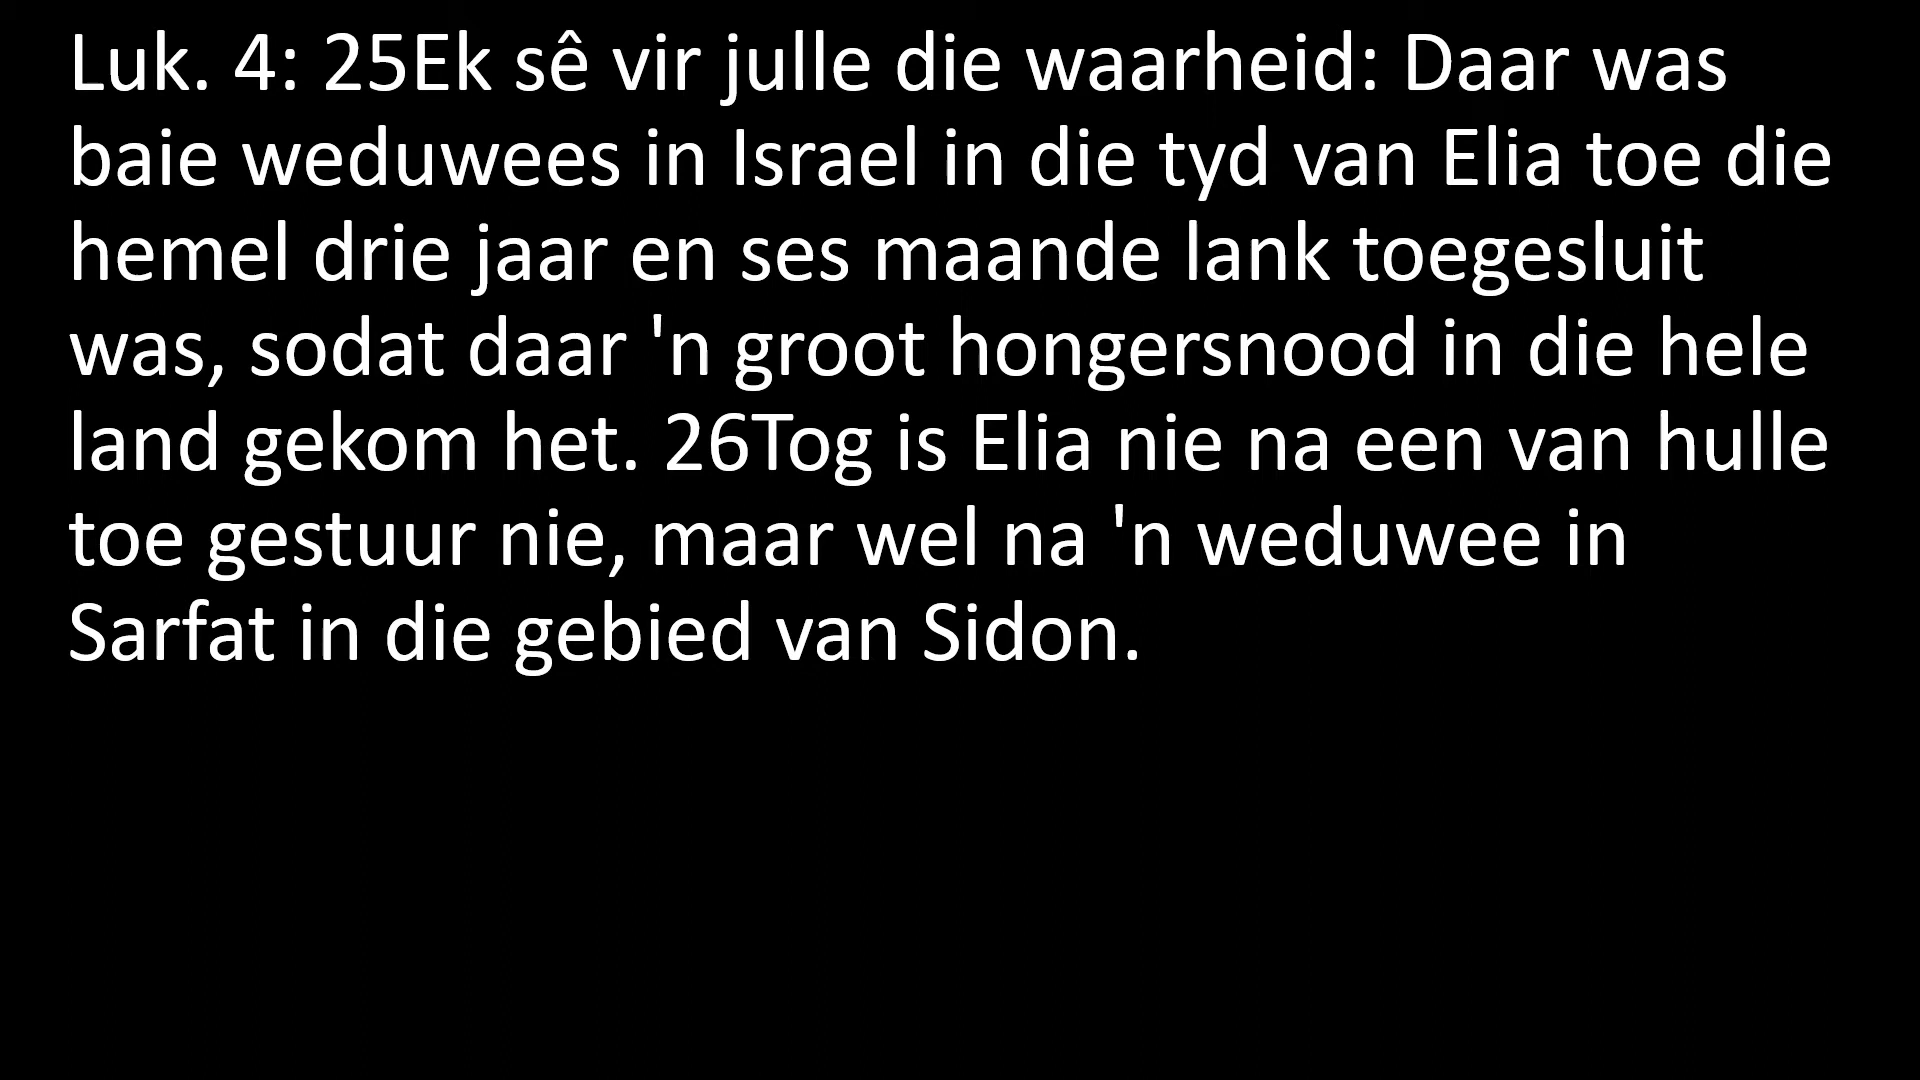 Luk. 4: 25Ek sê vir julle die waarheid: Daar was
baie weduwees in Israel in die tyd van Elia toe die
hemel drie jaar en ses maande lank toegesluit
was, sodat daar 'n groot hongersnood in die hele
land gekom het. 26Tog is Elia nie na een van hulle
toe gestuur nie, maar wel na 'n weduwee in
Sarfat in die gebied van Sidon.